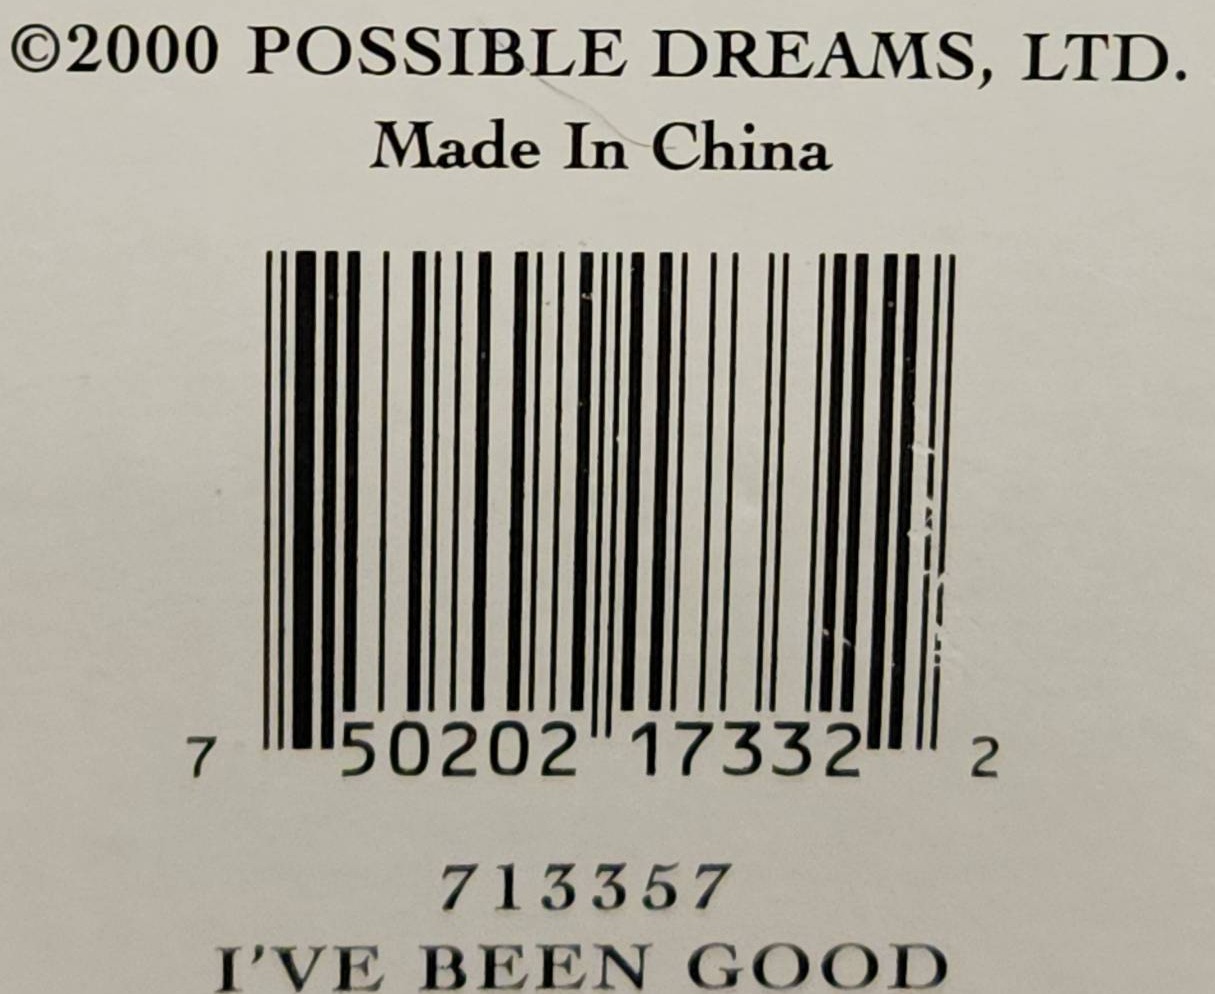 ©2000 POSSIBLE DREAMS, LTD.
Made In China
7 50202 17332 2
713357
I'VE BEEN GOOD